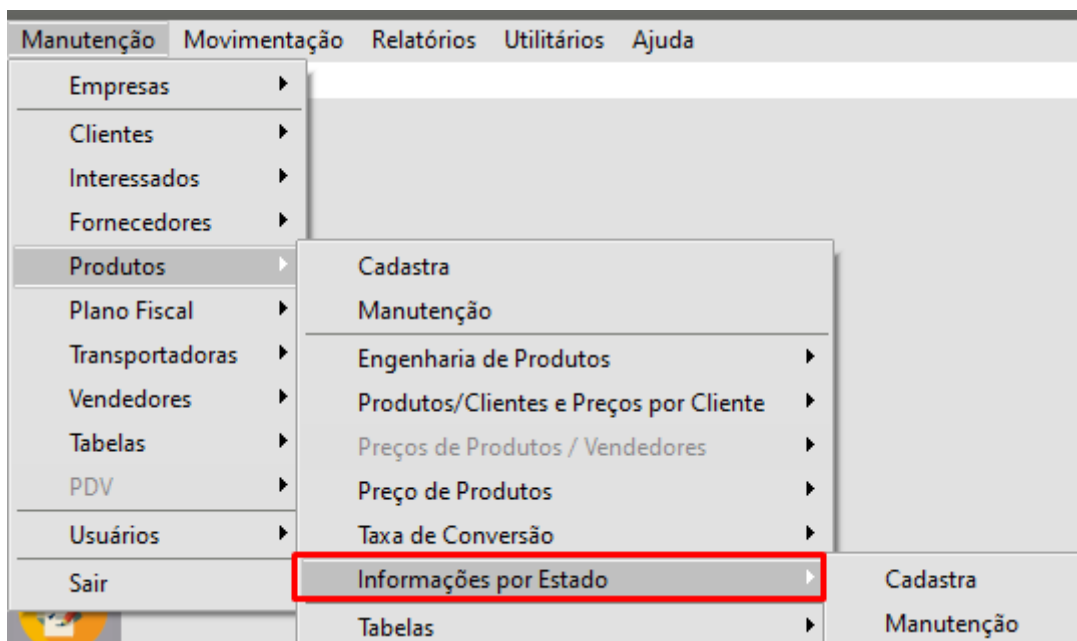 Manutenção Movimentação Relatórios Utilitários Ajuda
Empresas
Clientes
Interessados
Fornecedores
Produtos
Plano Fiscal
Transportadoras
Vendedores
Tabelas
PDV
Usuários
Sair
Cadastra
Manutenção
Engenharia de Produtos
Produtos/Clientes e Preços por Cliente
Preços de Produtos / Vendedores
Preço de Produtos
Taxa de Conversão
Informações por Estado
Tabelas
Cadastra
Manutenção